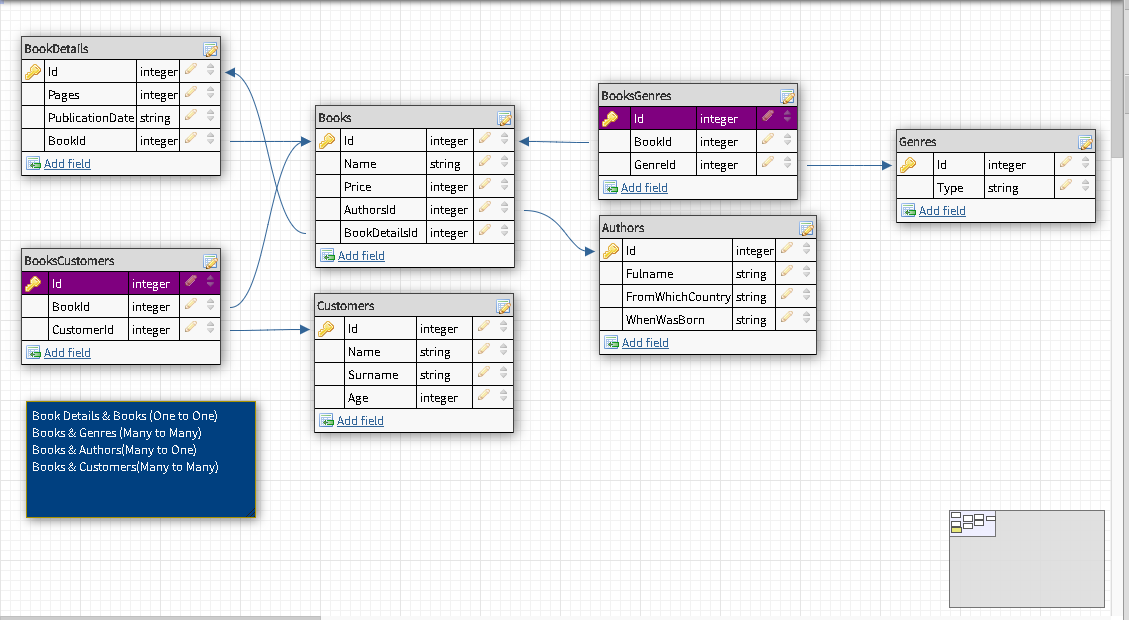 BookDetails
Id integer
Pages integer
PublicationDate string
BookId integer
Add field
Books
Id integer
Name string
Price integer
AuthorsId integer
BookDetailsId integer
Add field
BooksGenres
Id integer
BookId integer
GenreId integer
Add field
Genres
Id integer
Type string
Add field
Authors
Id integer
Fulname string
FromWhichCountry string
WhenWasBorn string
Add field
BooksCustomers
Id integer
BookId integer
CustomerId integer
Add field
Customers
Id integer
Name string
Surname string
Age integer
Add field
Book Details & Books (One to One)
Books & Genres (Many to Many)
Books & Authors(Many to One)
Books & Customers(Many to Many)